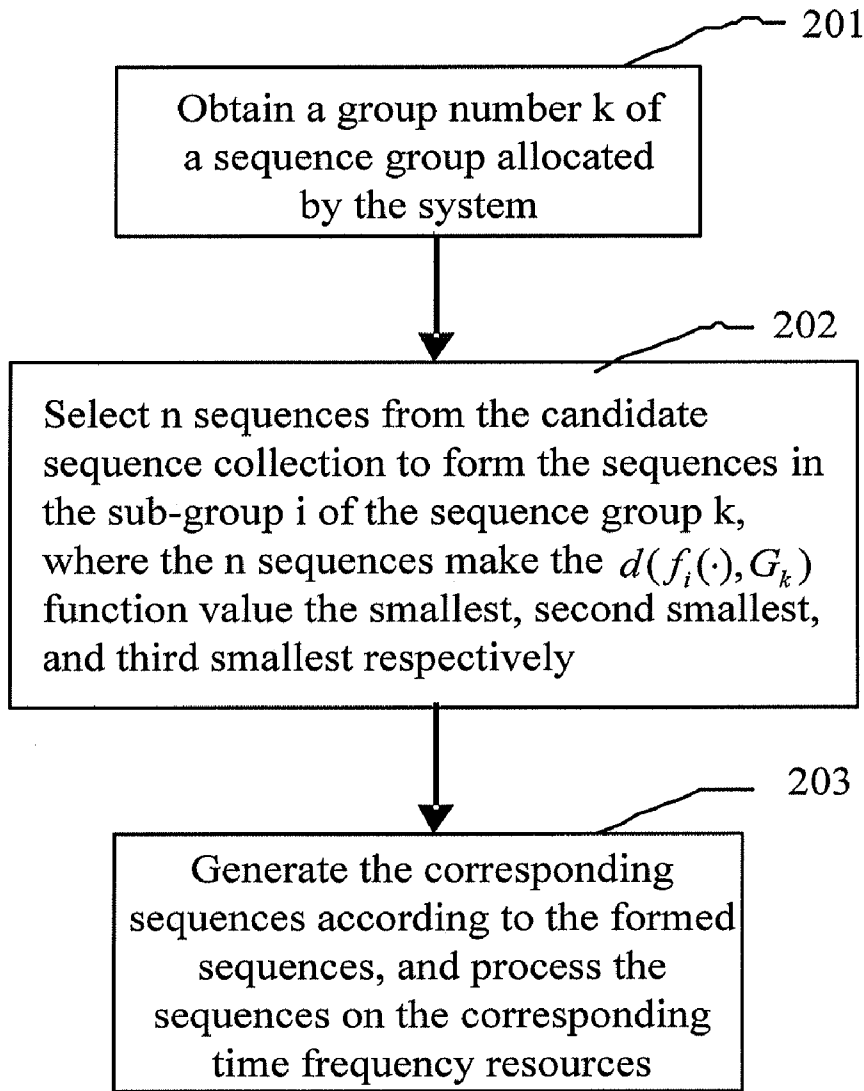 201
Obtain a group number k of
a sequence group allocated
by the system
202
Select n sequences from the candidate
sequence collection to form the sequences in
the sub-group i of the sequence group k,
where the n sequences make the d(f_i(·), G_k)
function value the smallest, second smallest,
and third smallest respectively
203
Generate the corresponding
sequences according to the formed
sequences, and process the
sequences on the corresponding
time frequency resources